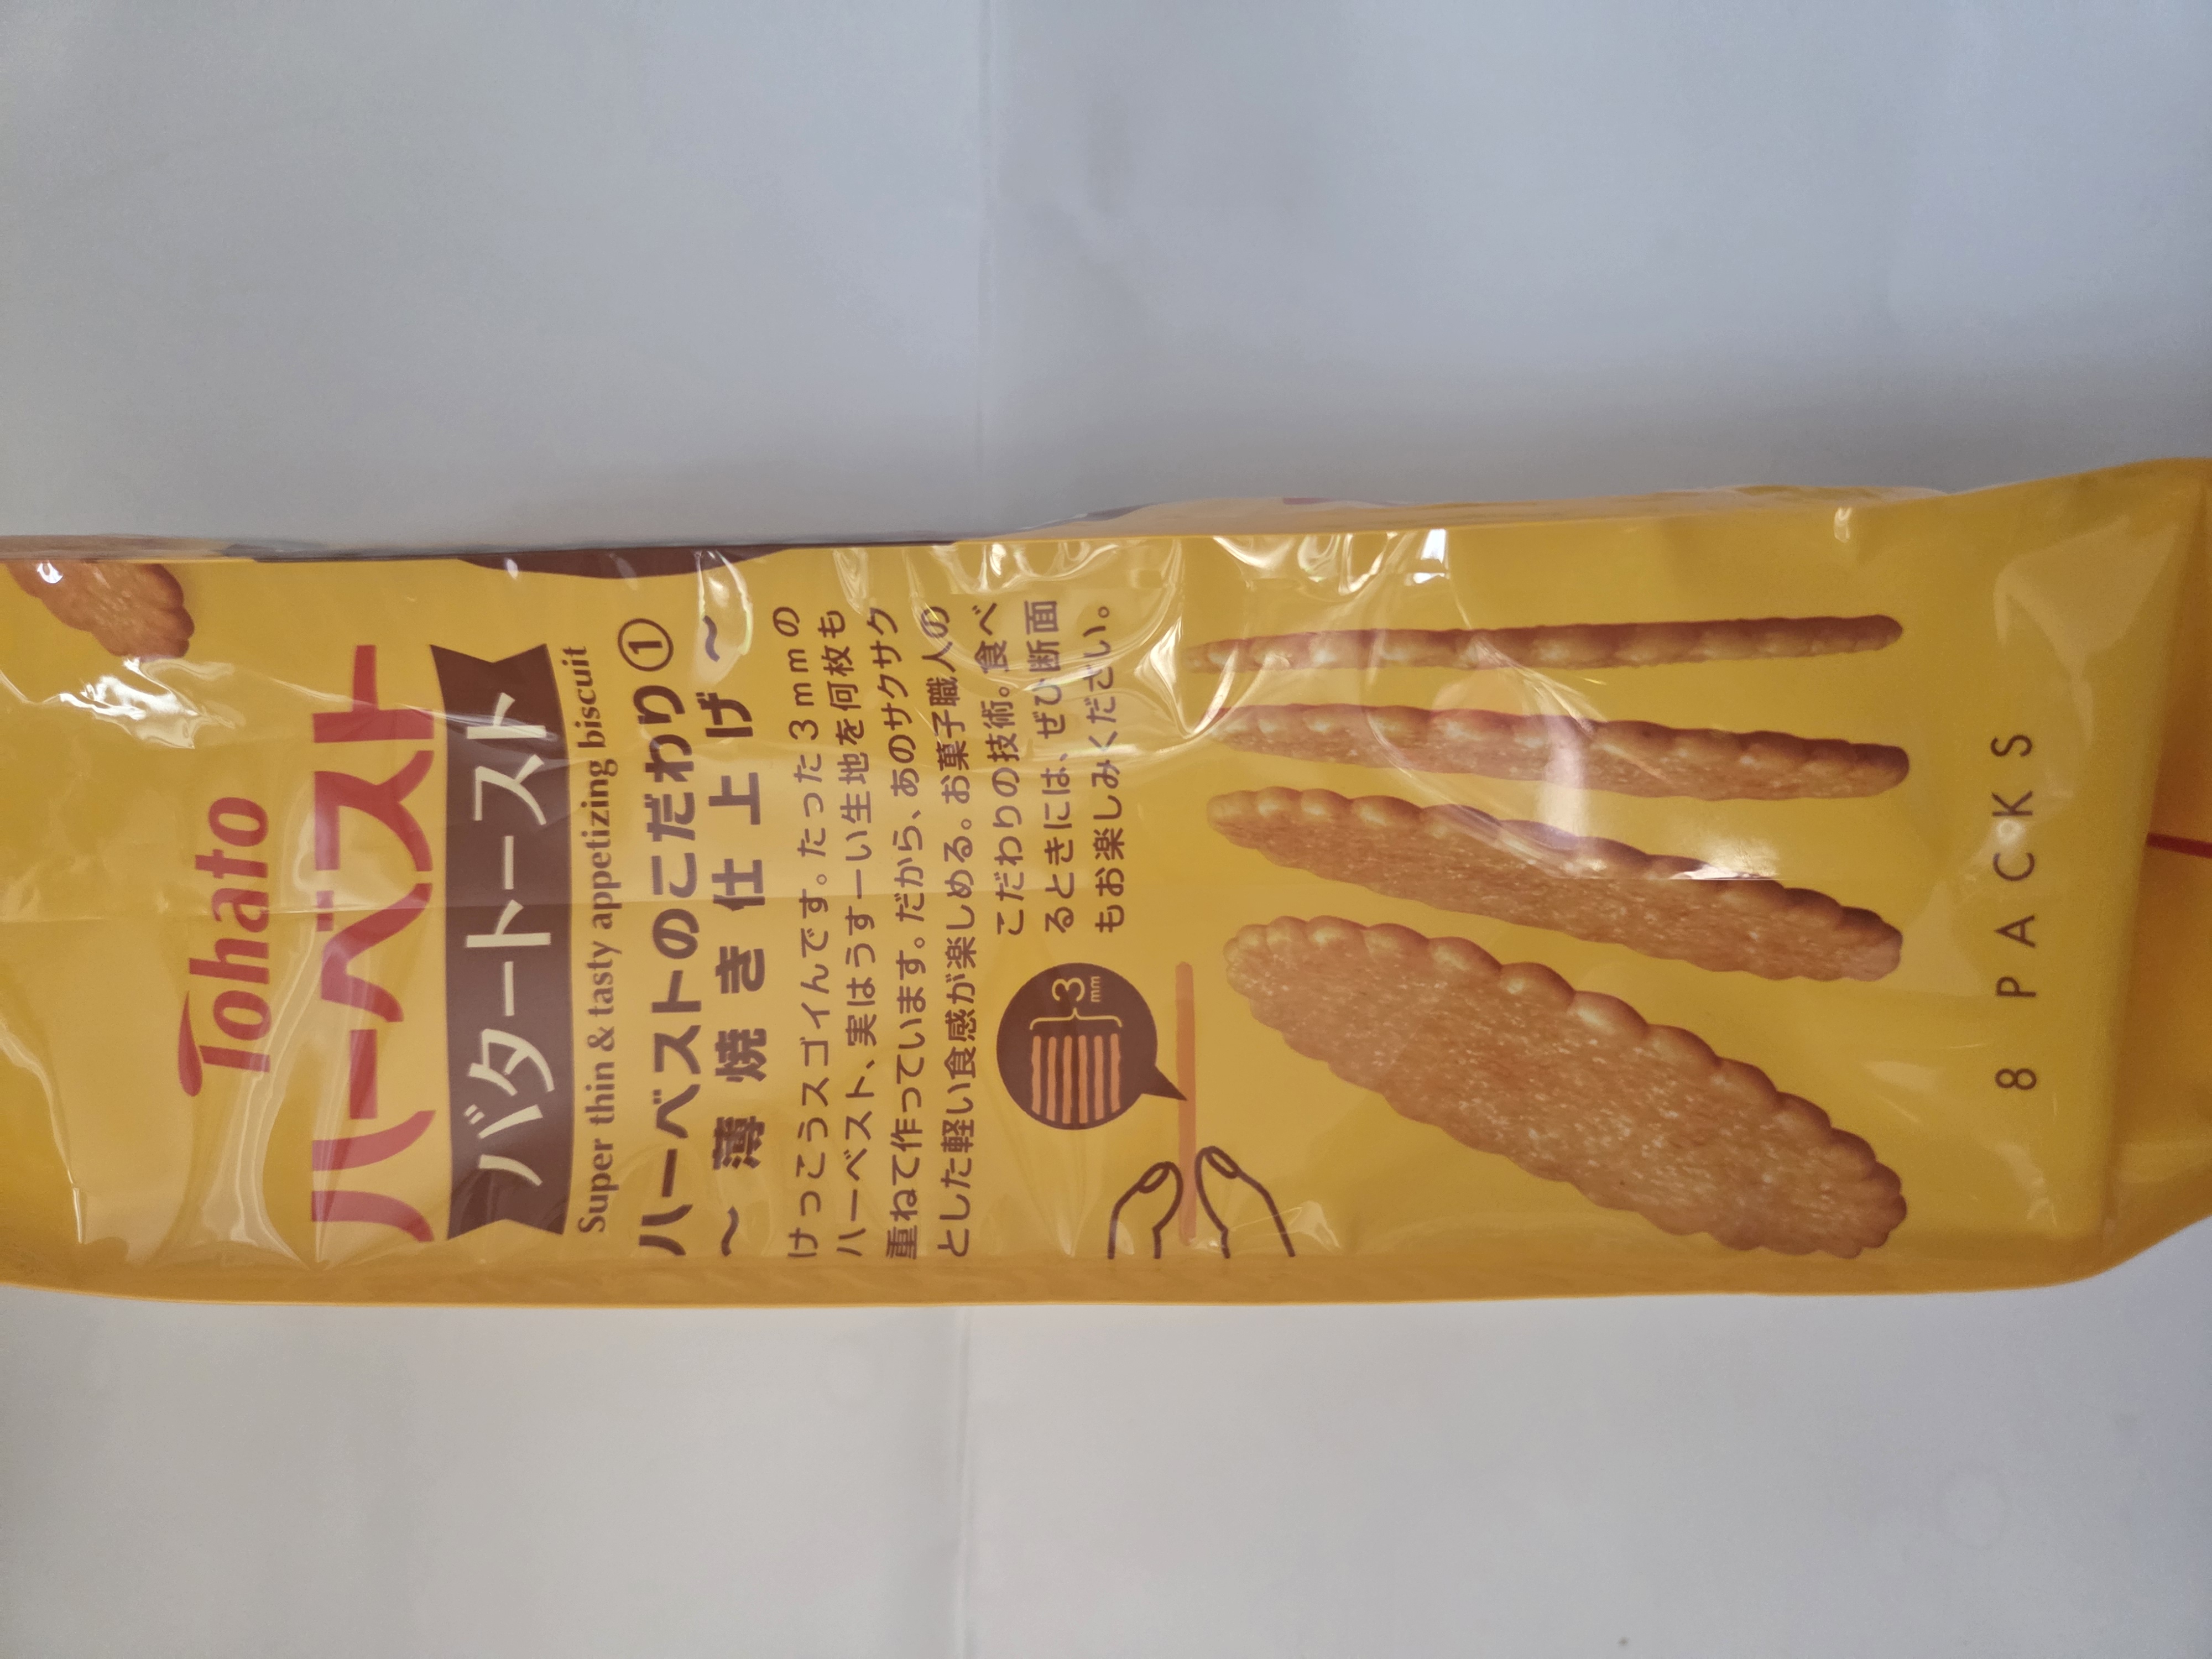 Tohato
ハーベスト
バタートースト
Super thin & tasty appetizing biscuit
ハーベストのこだわり①
～薄焼き仕上げ～
けっこうスゴイんです。たった3mmの
ハーベスト、実はうすーい生地を何枚も
重ねて作っています。だから、あのサクサク
とした軽い食感が楽しめる。お菓子職人の
こだわりの技術。食べ
るときには、ぜひ断面
もお楽しみください。
3
mm
8 PACKS